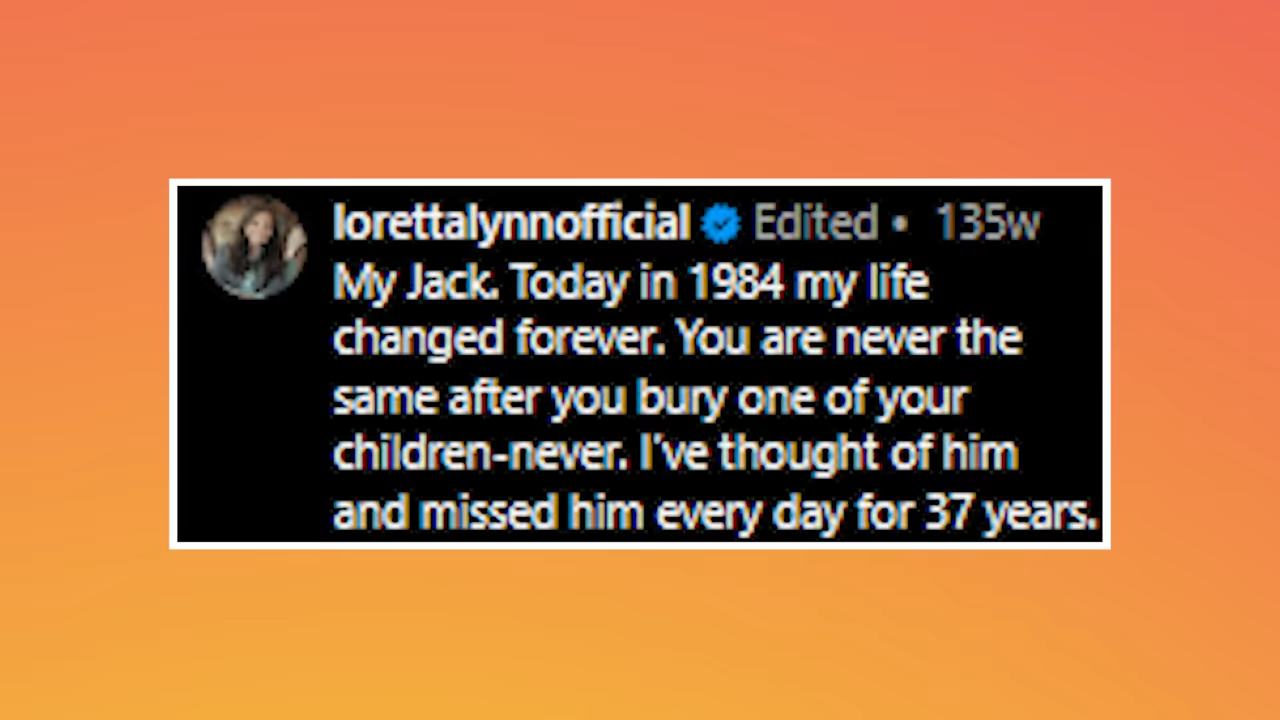 lorettalynnofficial Edited • 135w
My Jack. Today in 1984 my life
changed forever. You are never the
same after you bury one of your
children-never. I've thought of him
and missed him every day for 37 years.